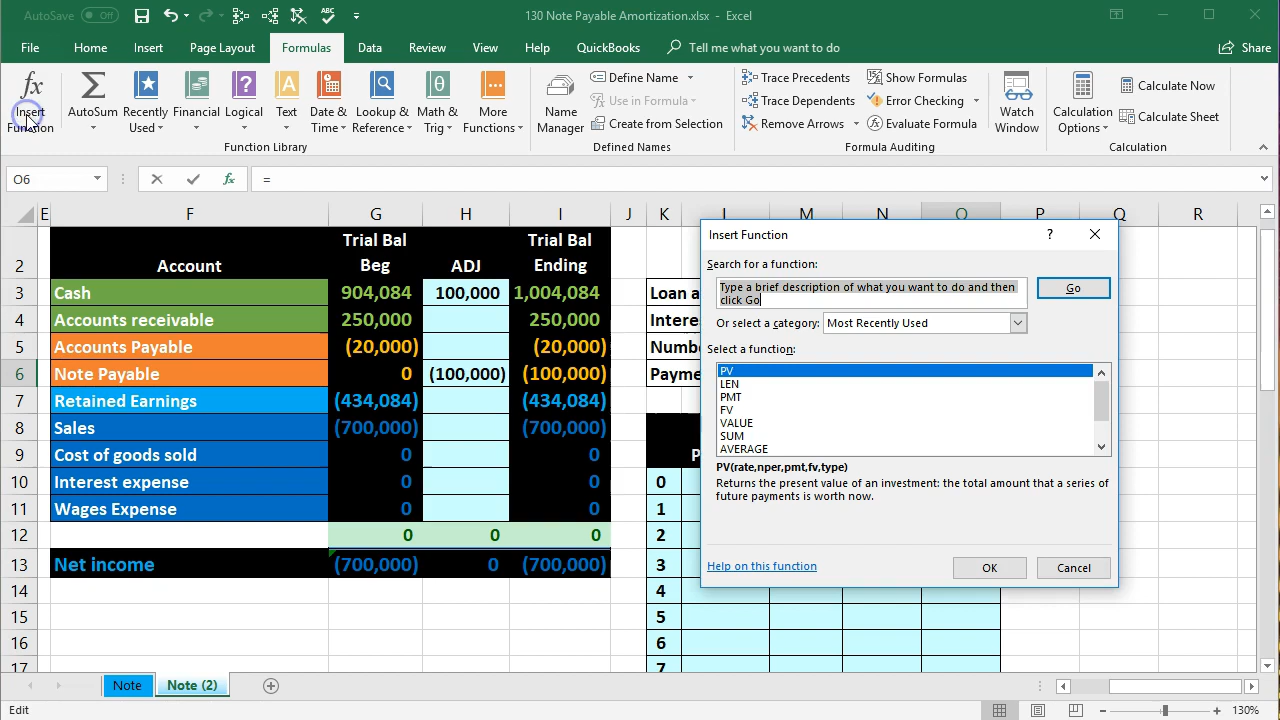 AutoSave Off 130 Note Payable Amortization.xlsx - Excel
File Home Insert Page Layout Formulas Data Review View Help QuickBooks Tell me what you want to do Share
fx Σ ? A θ
Insert Function AutoSum Recently Used Financial Logical Text Date & Time Lookup & Reference Math & Trig More Functions
Function Library
Name Manager
Define Name
Use in Formula
Create from Selection
Defined Names
Trace Precedents
Trace Dependents
Remove Arrows
Show Formulas
Error Checking
Evaluate Formula
Formula Auditing
Watch Window
Calculation Options
Calculate Now
Calculate Sheet
Calculation
O6 fx =
E F G H I J K L M N O P Q R
2 Account Trial Bal Beg ADJ Trial Bal Ending
3 Cash 904,084 100,000 1,004,084 Loan a
4 Accounts receivable 250,000 250,000 Interes
5 Accounts Payable (20,000) (20,000) Numbe
6 Note Payable 0 (100,000) (100,000) Payme
7 Retained Earnings (434,084) (434,084)
8 Sales (700,000) (700,000)
9 Cost of goods sold 0 0 P
10 Interest expense 0 0 0
11 Wages Expense 0 0 1
12 0 0 0 2
13 Net income (700,000) 0 (700,000) 3
14 4
15 5
16 6
17 7
Insert Function ?
Search for a function:
Type a brief description of what you want to do and then
click Go
Go
Or select a category: Most Recently Used
Select a function:
PV
LEN
PMT
FV
VALUE
SUM
AVERAGE
PV(rate,nper,pmt,fv,type)
Returns the present value of an investment: the total amount that a series of
future payments is worth now.
Help on this function OK Cancel
Note Note (2)
Edit 130%